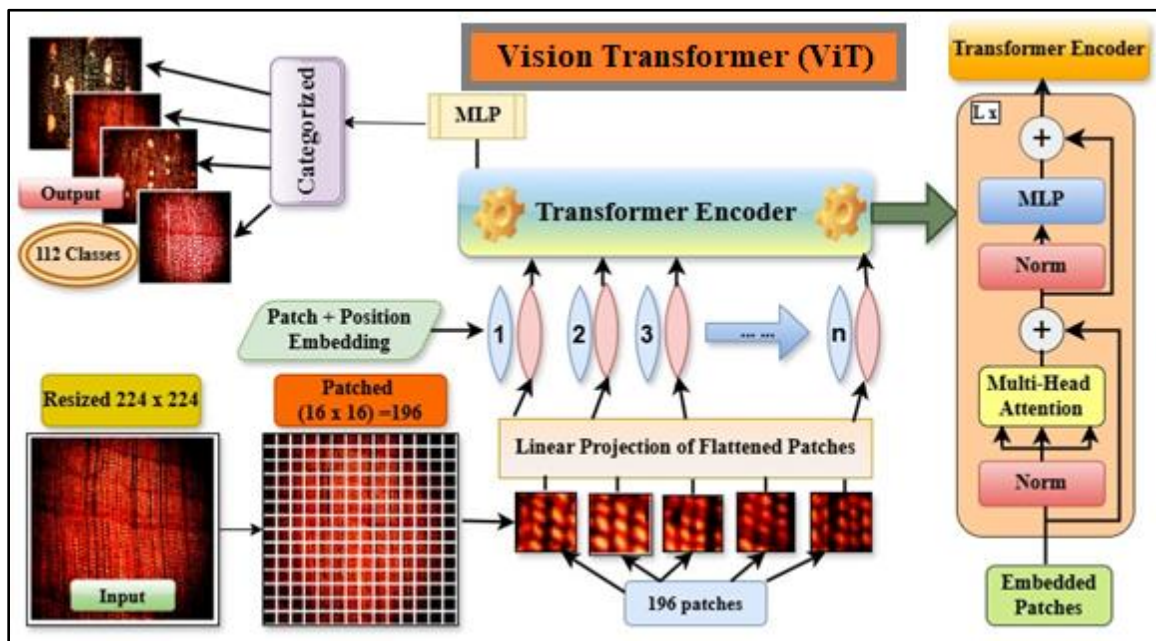 Vision Transformer (ViT)
Categorized
MLP
Output
112 Classes
Transformer Encoder
Patch + Position
Embedding
1
2
3
... ...
n
Resized 224 x 224
Patched
(16 x 16) =196
Linear Projection of Flattened Patches
Input
196 patches
Transformer Encoder
L x
+
MLP
Norm
+
Multi-Head
Attention
Norm
Embedded
Patches